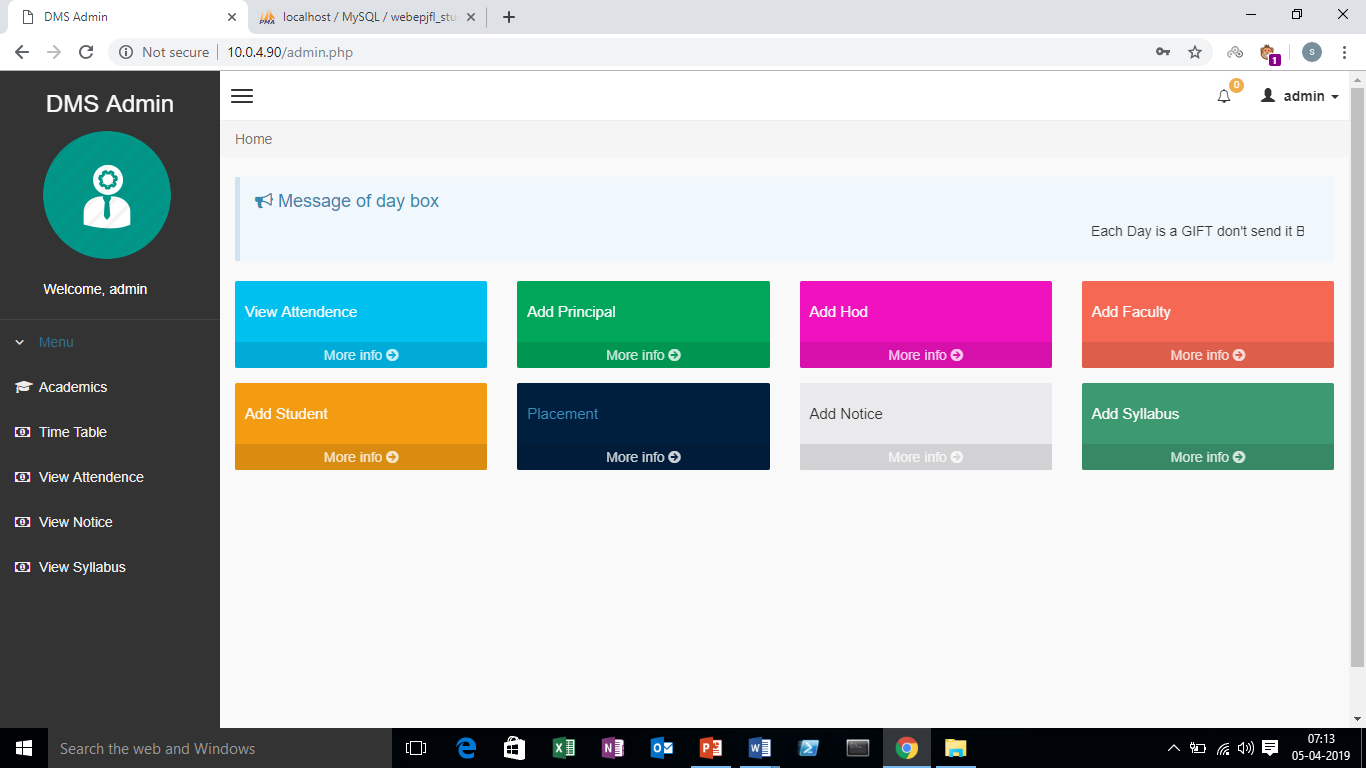 DMS Admin
localhost / MySQL / webepjfl_stu
Not secure
10.0.4.90/admin.php
S
1
DMS Admin
Welcome, admin
Menu
Academics
Time Table
View Attendence
View Notice
View Syllabus
0
admin
Home
Message of day box
Each Day is a GIFT don't send it B
View Attendence
More info
Add Principal
More info
Add Hod
More info
Add Faculty
More info
Add Student
More info
Placement
More info
Add Notice
More info
Add Syllabus
More info
Search the web and Windows
07:13
05-04-2019